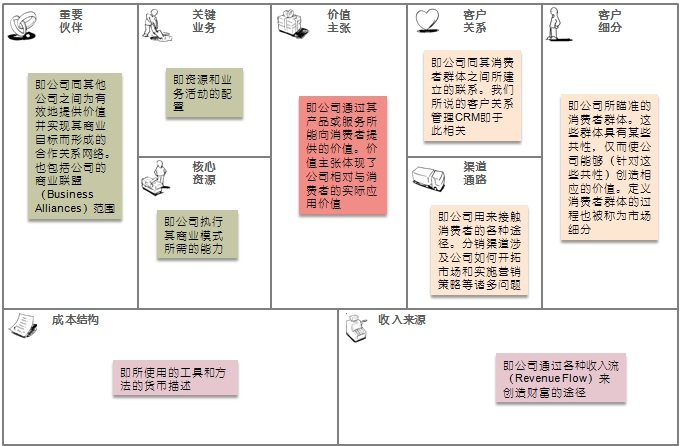 重要
伙伴
即公司同其他
公司之间为有
效地提供价值
并实现其商业
目标而形成的
合作关系网络。
也包括公司的
商业联盟
（Business
Alliances）范围
关键
业务
即资源和业
务活动的配
置
核心
资源
即公司执行
其商业模式
所需的能力
价值
主张
即公司通过其
产品或服务所
能向消费者提
供的价值。价
值主张体现了
公司相对与消
费者的实际应
用价值
客户
关系
即公司同其消费
者群体之间所建
立的联系。我们
所说的客户关系
管理CRM即于
此相关
渠道
通路
即公司用来接触
消费者的各种途
径。分销渠道涉
及公司如何开拓
市场和实施营销
策略等诸多问题
客户
细分
即公司所瞄准的
消费者群体。这
些群体具有某些
共性，仅而使公
司能够（针对这
些共性）创造相
应的价值。定义
消费者群体的过
程也被称为市场
细分
成本结构
即所使用的工具和方
法的货币描述
收入来源
即公司通过各种收入流
（Revenue Flow）来
创造财富的途径